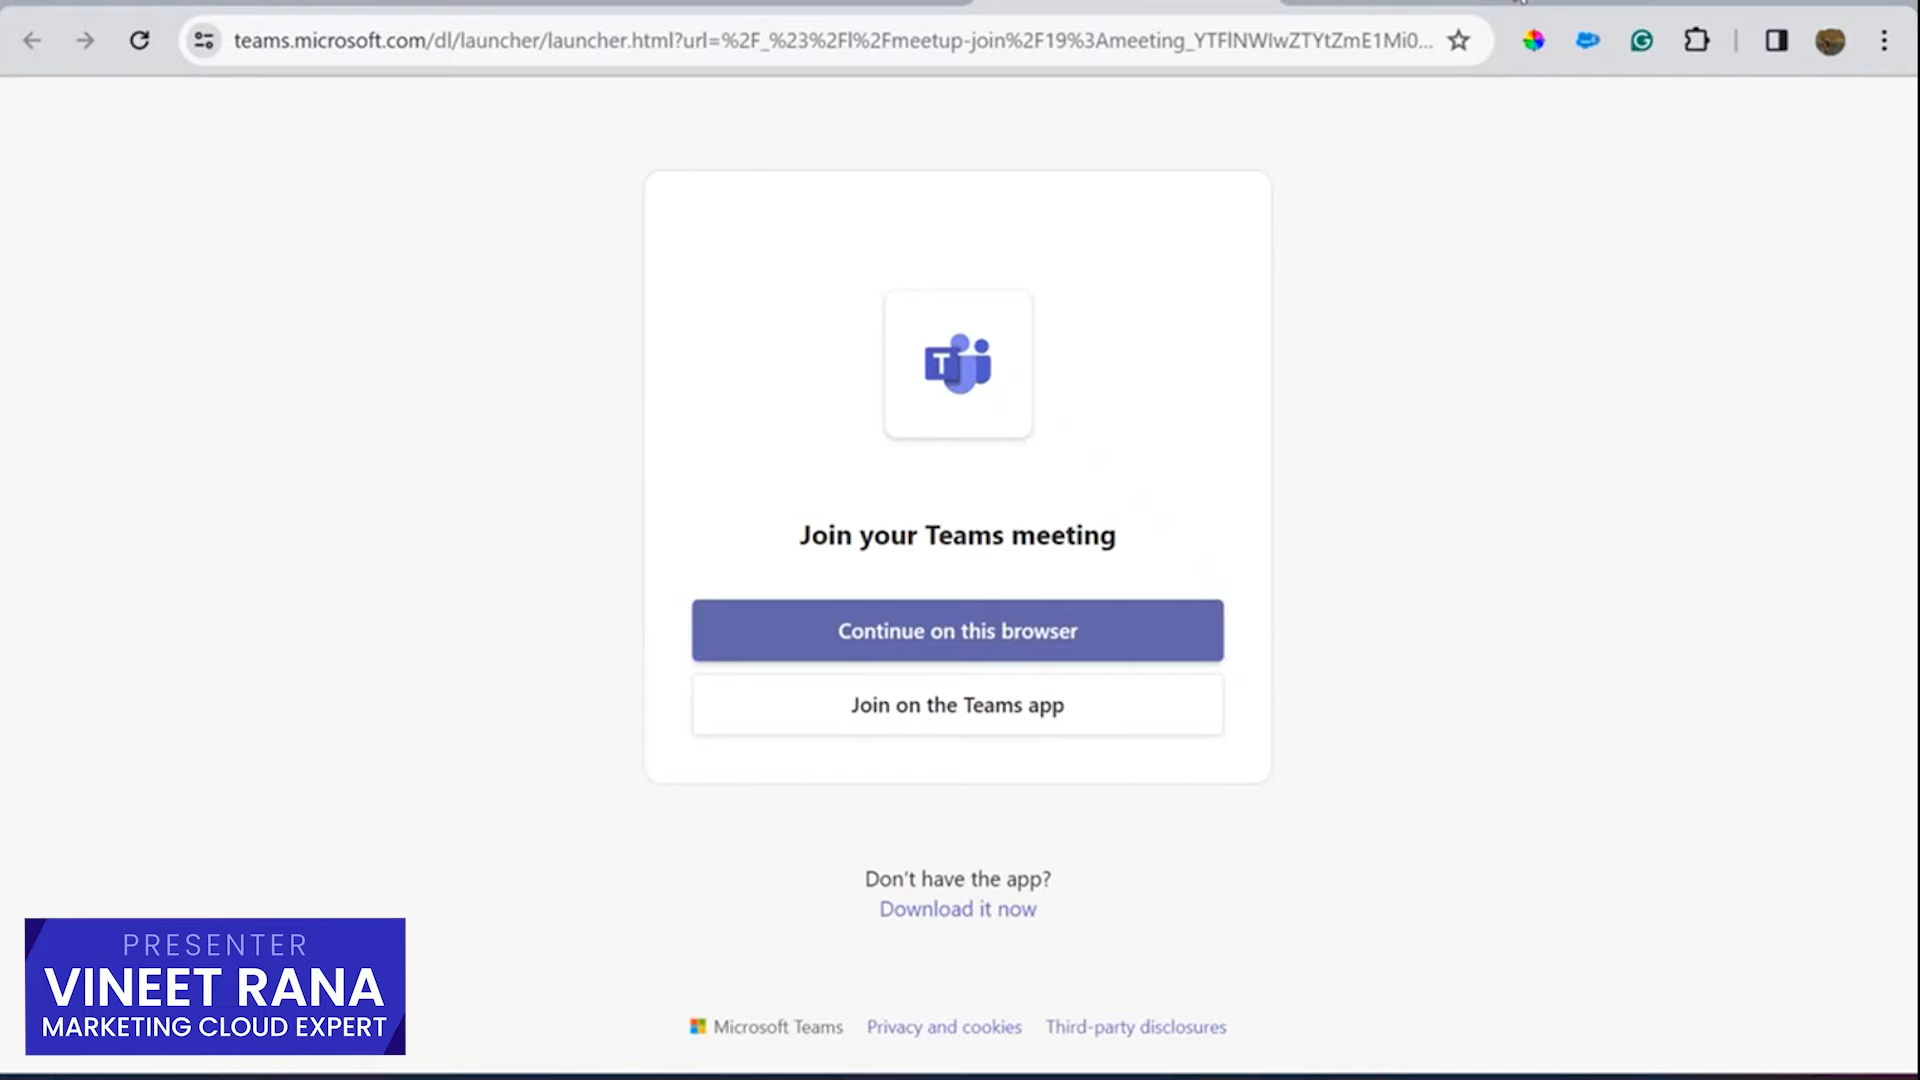 teams.microsoft.com/dl/launcher/launcher.html?url=%2F_%23%2Fl%2Fmeetup-join%2F19%3Ameeting_YTFlNWIwZTYtZmE1Mi0...
T
Join your Teams meeting
Continue on this browser
Join on the Teams app
Don't have the app?
Download it now
Microsoft Teams Privacy and cookies Third-party disclosures
PRESENTER
VINEET RANA
MARKETING CLOUD EXPERT